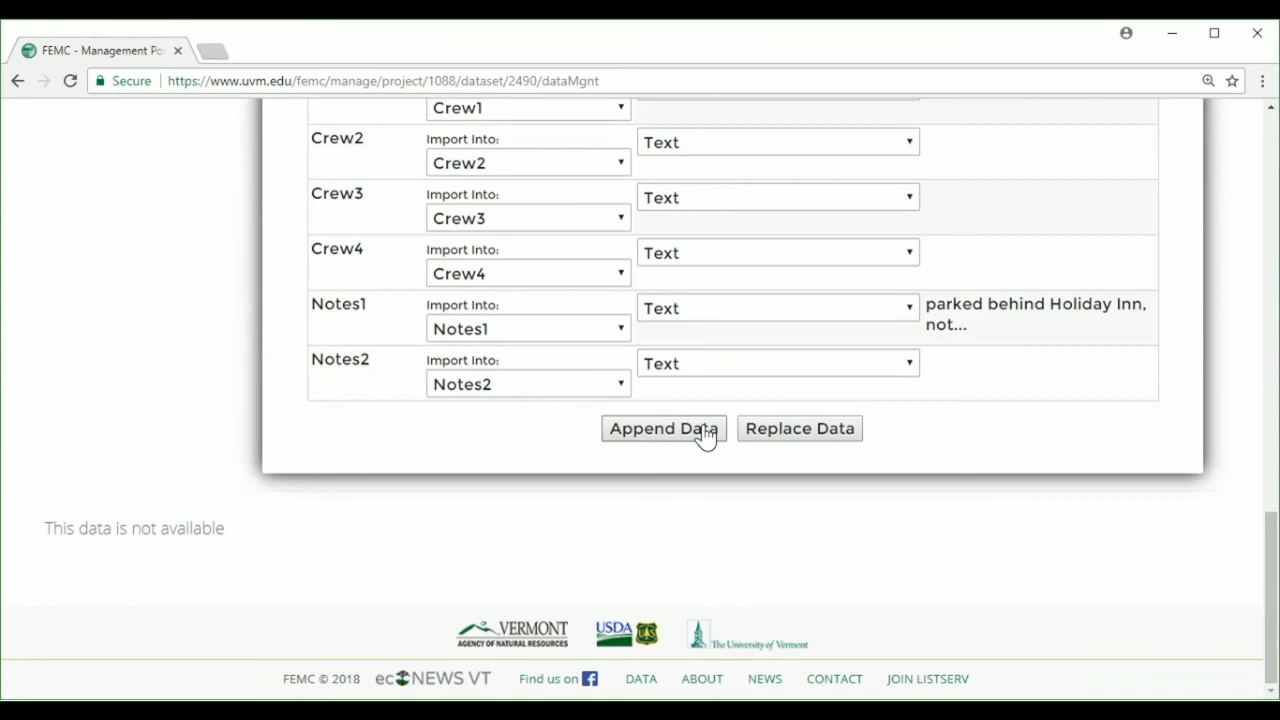 FEMC - Management Po
Secure
https://www.uvm.edu/femc/manage/project/1088/dataset/2490/dataMgnt
Crew1
Crew2
Import Into:
Text
Crew2
Crew3
Import Into:
Text
Crew3
Crew4
Import Into:
Text
Crew4
Notes1
Import Into:
Text
parked behind Holiday Inn,
not...
Notes1
Notes2
Import Into:
Text
Notes2
Append Data
Replace Data
This data is not available
VERMONT
AGENCY OF NATURAL RESOURCES
USDA
The University of Vermont
FEMC © 2018
ecoNEWS VT
Find us on
DATA
ABOUT
NEWS
CONTACT
JOIN LISTSERV